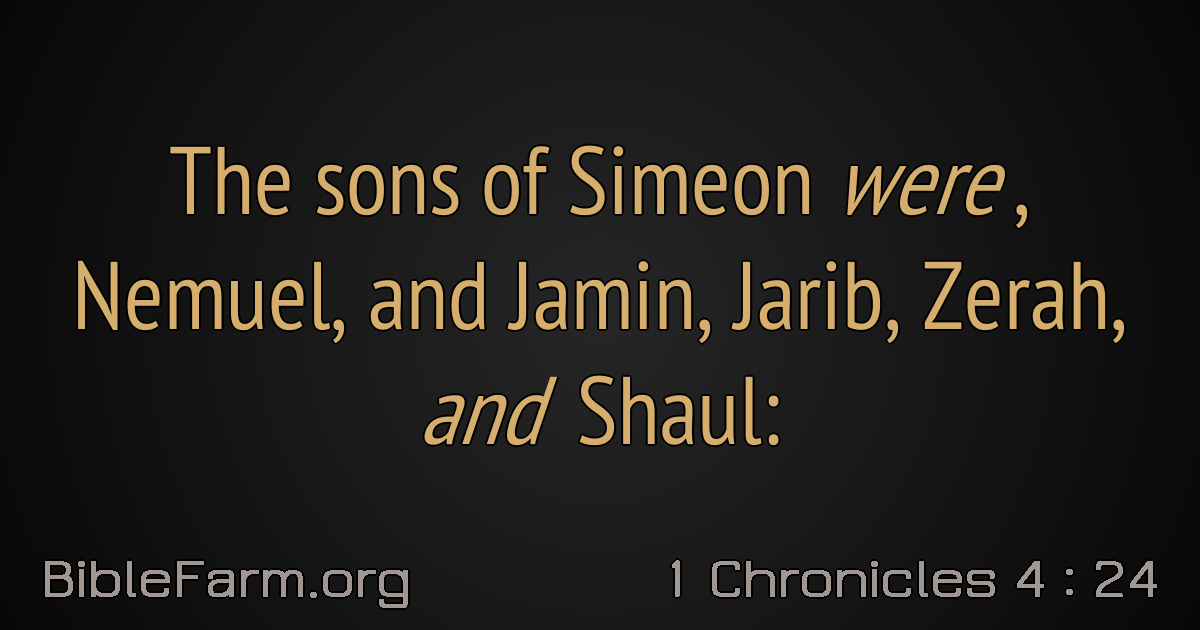 The sons of Simeon were ,
Nemuel, and Jamin, Jarib, Zerah,
and Shaul:
BibleFarm.org
1 Chronicles 4 : 24